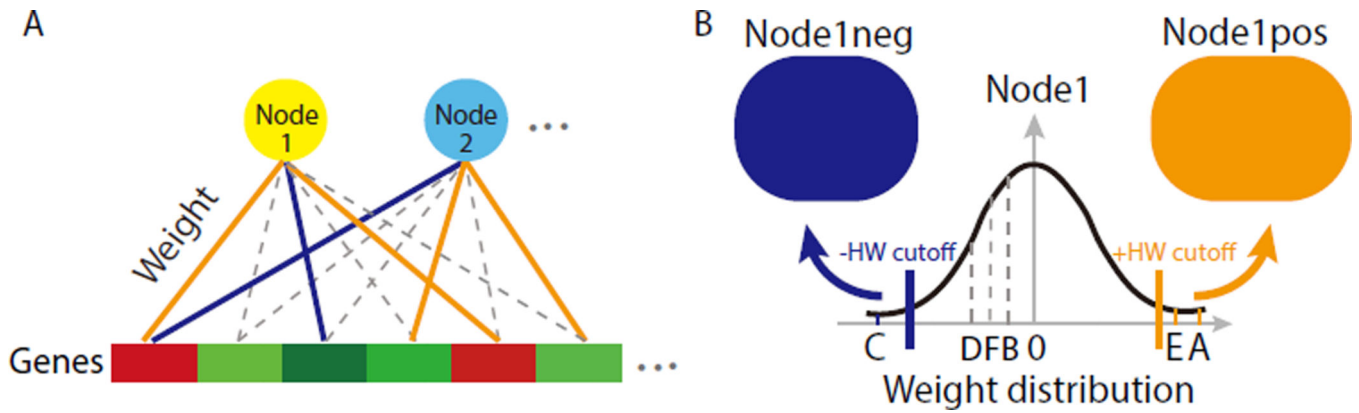 A
Node
1
Node
2
...
Weight
Genes
...
B
Node1neg
Node1pos
Node1
-HW cutoff
+HW cutoff
C
DFB 0
E A
Weight distribution